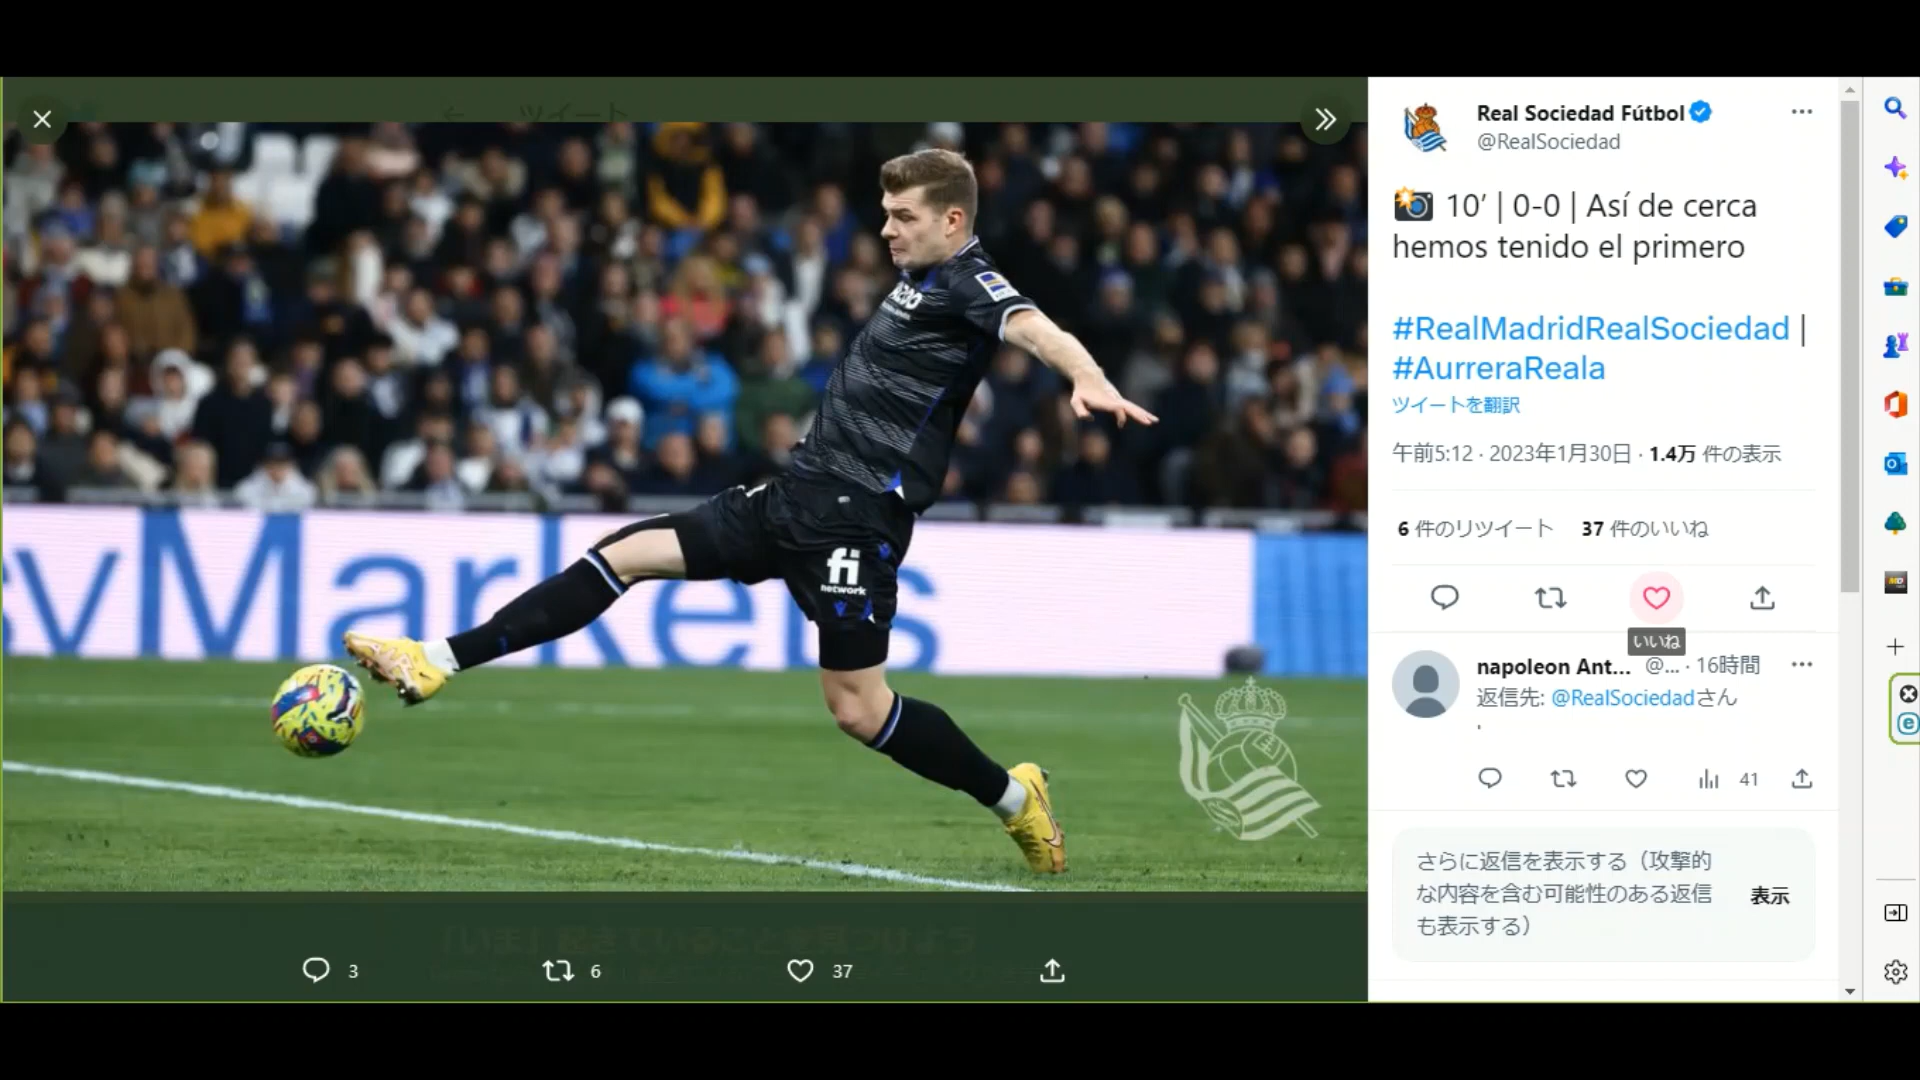 Real Sociedad Fútbol
@RealSociedad
10’ | 0-0 | Así de cerca
hemos tenido el primero
#RealMadridRealSociedad |
#AurreraReala
ツイートを翻訳
午前5:12 · 2023年1月30日 · 1.4万 件の表示
6 件のリツイート 37 件のいいね
いいね
napoleon Ant... @... · 16時間
返信先: @RealSociedadさん
.
41
さらに返信を表示する（攻撃的
な内容を含む可能性のある返信
も表示する）
表示
ツイート
vMarkets
fi
network
3 6 37